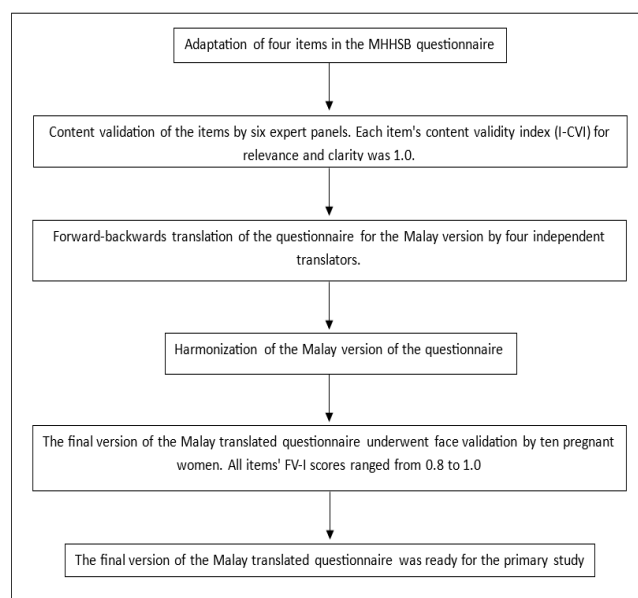 Adaptation of four items in the MHHSB questionnaire
Content validation of the items by six expert panels. Each item's content validity index (I-CVI) for
relevance and clarity was 1.0.
Forward-backwards translation of the questionnaire for the Malay version by four independent
translators.
Harmonization of the Malay version of the questionnaire
The final version of the Malay translated questionnaire underwent face validation by ten pregnant
women. All items' FV-I scores ranged from 0.8 to 1.0
The final version of the Malay translated questionnaire was ready for the primary study